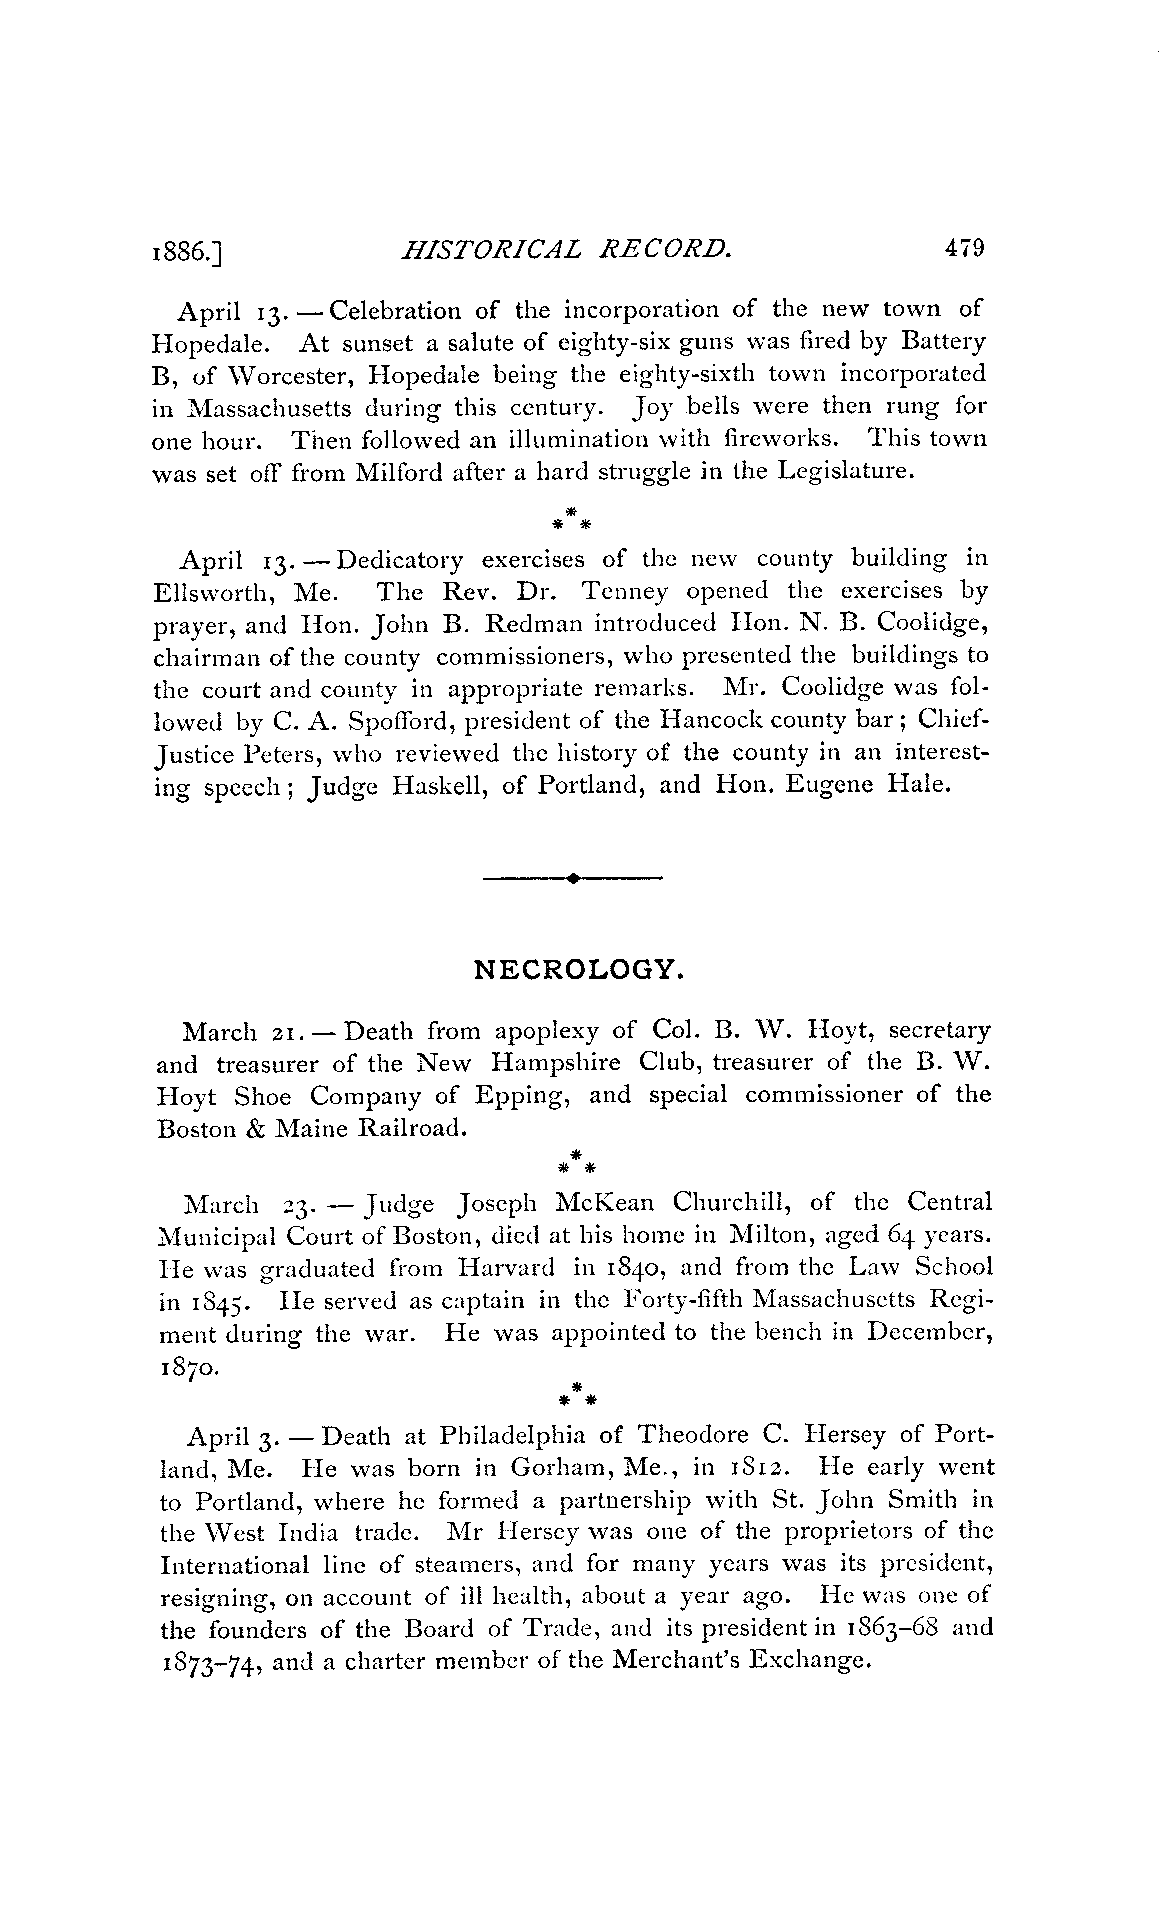 1886.] HISTORICAL RECORD. 479
April 13. — Celebration of the incorporation of the new town of
Hopedale. At sunset a salute of eighty-six guns was fired by Battery
B, of Worcester, Hopedale being the eighty-sixth town incorporated
in Massachusetts during this century. Joy bells were then rung for
one hour. Then followed an illumination with fireworks. This town
was set off from Milford after a hard struggle in the Legislature.
* * *
April 13. — Dedicatory exercises of the new county building in
Ellsworth, Me. The Rev. Dr. Tenney opened the exercises by
prayer, and Hon. John B. Redman introduced Hon. N. B. Coolidge,
chairman of the county commissioners, who presented the buildings to
the court and county in appropriate remarks. Mr. Coolidge was fol-
lowed by C. A. Spofford, president of the Hancock county bar; Chief-
Justice Peters, who reviewed the history of the county in an interest-
ing speech; Judge Haskell, of Portland, and Hon. Eugene Hale.
NECROLOGY.
March 21. — Death from apoplexy of Col. B. W. Hoyt, secretary
and treasurer of the New Hampshire Club, treasurer of the B. W.
Hoyt Shoe Company of Epping, and special commissioner of the
Boston & Maine Railroad.
* * *
March 23. — Judge Joseph McKean Churchill, of the Central
Municipal Court of Boston, died at his home in Milton, aged 64 years.
He was graduated from Harvard in 1840, and from the Law School
in 1845. He served as captain in the Forty-fifth Massachusetts Regi-
ment during the war. He was appointed to the bench in December,
1870.
* * *
April 3. — Death at Philadelphia of Theodore C. Hersey of Port-
land, Me. He was born in Gorham, Me., in 1812. He early went
to Portland, where he formed a partnership with St. John Smith in
the West India trade. Mr Hersey was one of the proprietors of the
International line of steamers, and for many years was its president,
resigning, on account of ill health, about a year ago. He was one of
the founders of the Board of Trade, and its president in 1863–68 and
1873–74, and a charter member of the Merchant's Exchange.